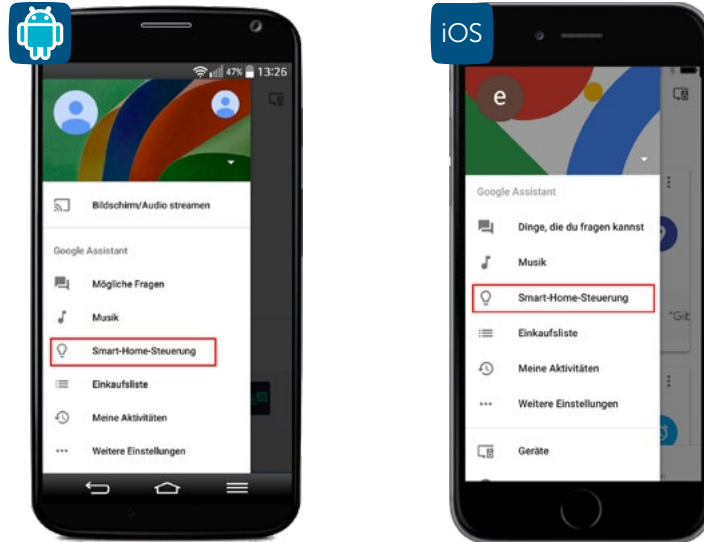 13:26
47%
Bildschirm/Audio streamen
Google Assistant
Mögliche Fragen
Musik
Smart-Home-Steuerung
Einkaufsliste
Meine Aktivitäten
Weitere Einstellungen
iOS
e
Google Assistant
Dinge, die du fragen kannst
Musik
Smart-Home-Steuerung
"Gib
Einkaufsliste
Meine Aktivitäten
Weitere Einstellungen
Geräte